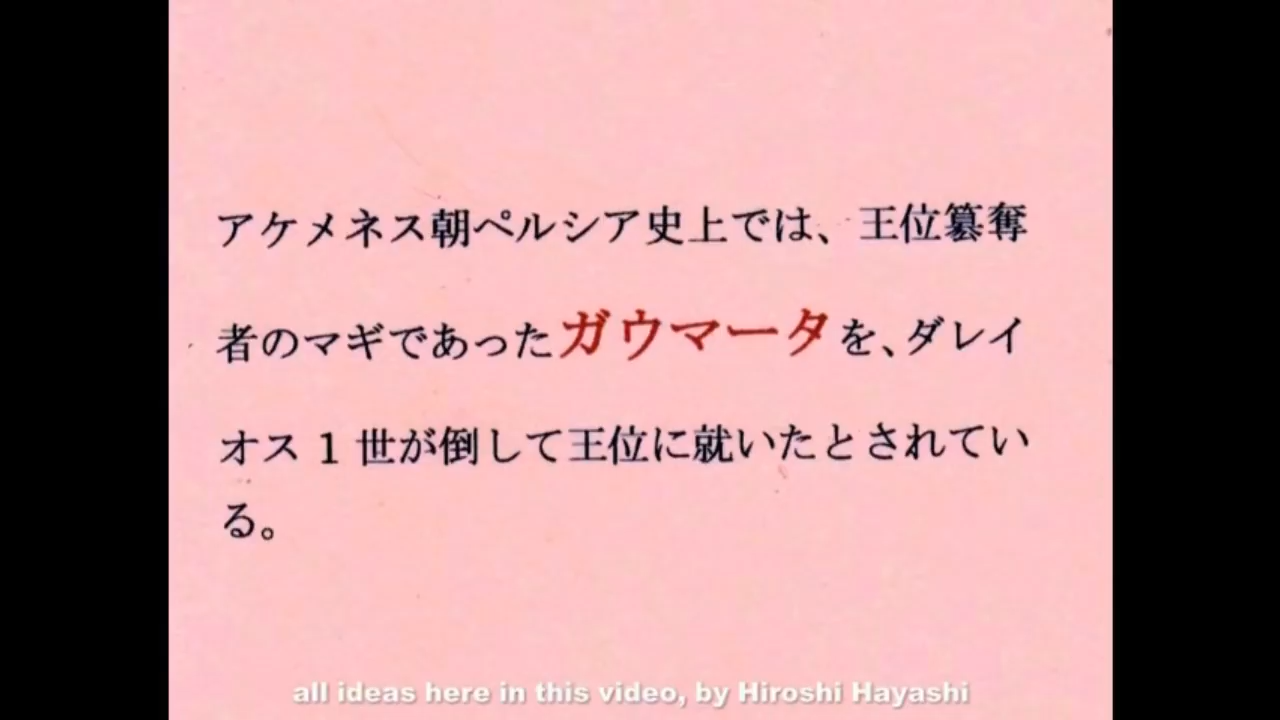 アケメネス朝ペルシア史上では、王位簒奪
者のマギであったガウマータを、ダレイ
オス１世が倒して王位に就いたとされてい
る。
all ideas here in this video, by Hiroshi Hayashi